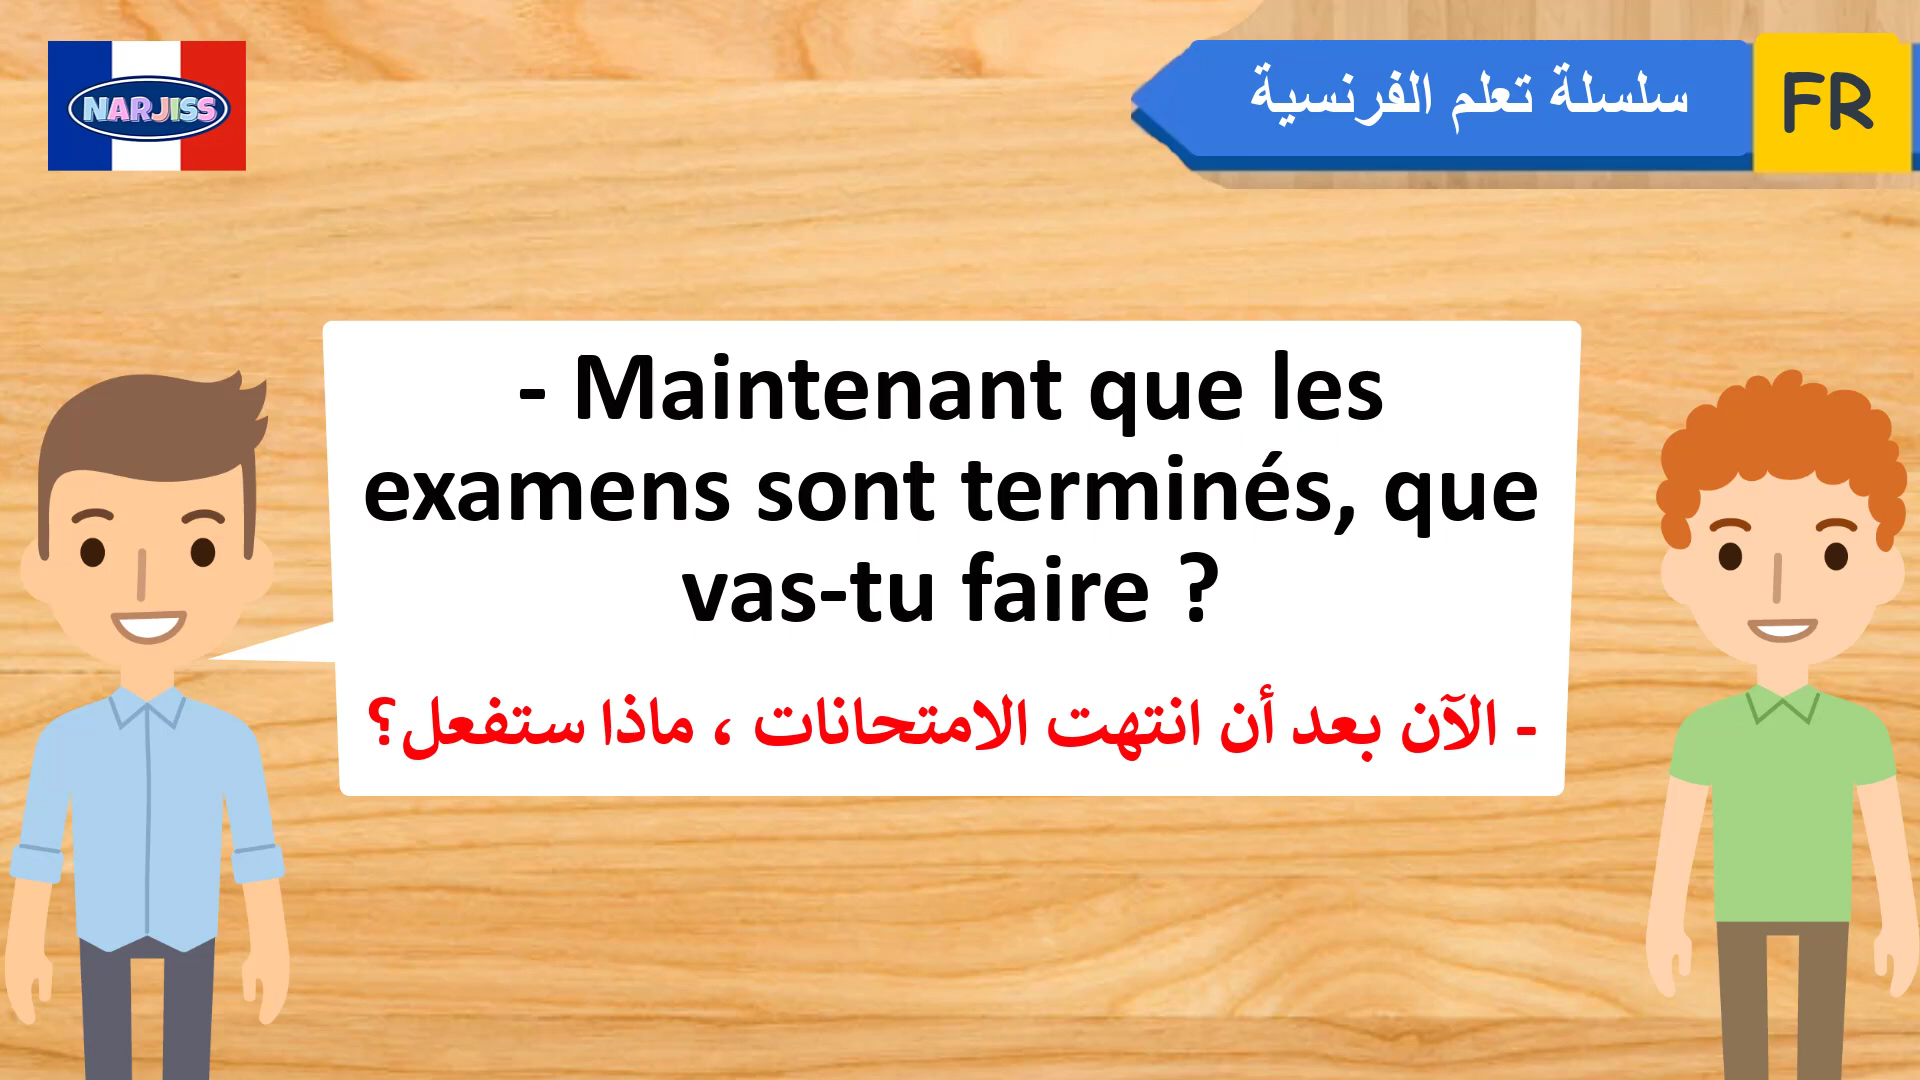 NARJISS
سلسلة تعلم الفرنسية
FR
- Maintenant que les
examens sont terminés, que
vas-tu faire ?
- الآن بعد أن انتهت الامتحانات ، ماذا ستفعل؟